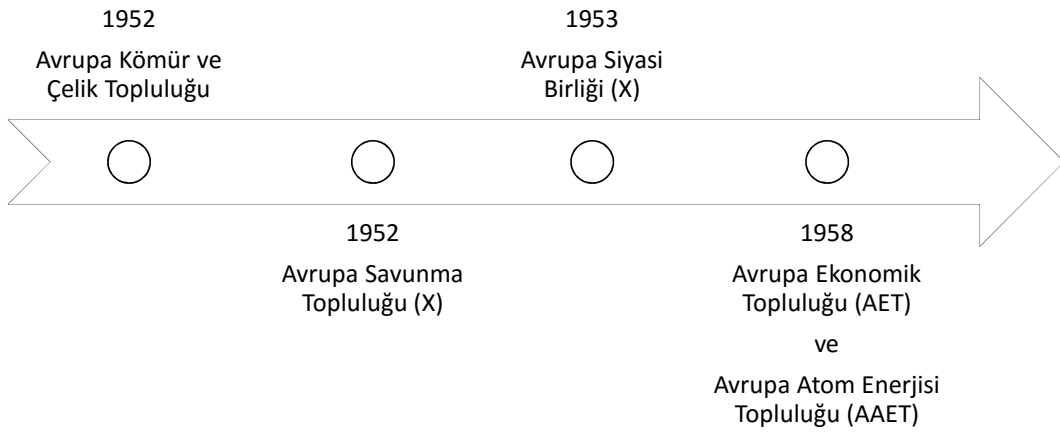 1952
Avrupa Kömür ve
Çelik Topluluğu
1952
Avrupa Savunma
Topluluğu (X)
1953
Avrupa Siyasi
Birliği (X)
1958
Avrupa Ekonomik
Topluluğu (AET)
ve
Avrupa Atom Enerjisi
Topluluğu (AAET)